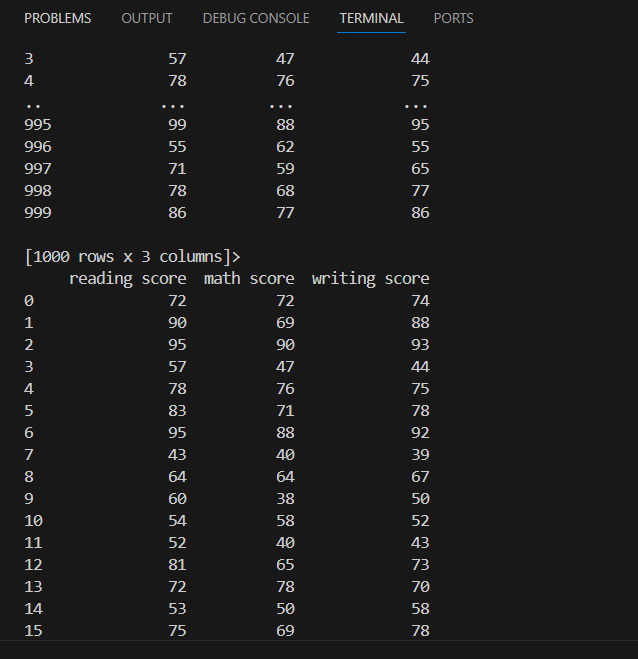 PROBLEMS OUTPUT DEBUG CONSOLE TERMINAL PORTS
3 57 47 44
4 78 76 75
.. ... ... ...
995 99 88 95
996 55 62 55
997 71 59 65
998 78 68 77
999 86 77 86
[1000 rows x 3 columns]>
reading score math score writing score
0 72 72 74
1 90 69 88
2 95 90 93
3 57 47 44
4 78 76 75
5 83 71 78
6 95 88 92
7 43 40 39
8 64 64 67
9 60 38 50
10 54 58 52
11 52 40 43
12 81 65 73
13 72 78 70
14 53 50 58
15 75 69 78